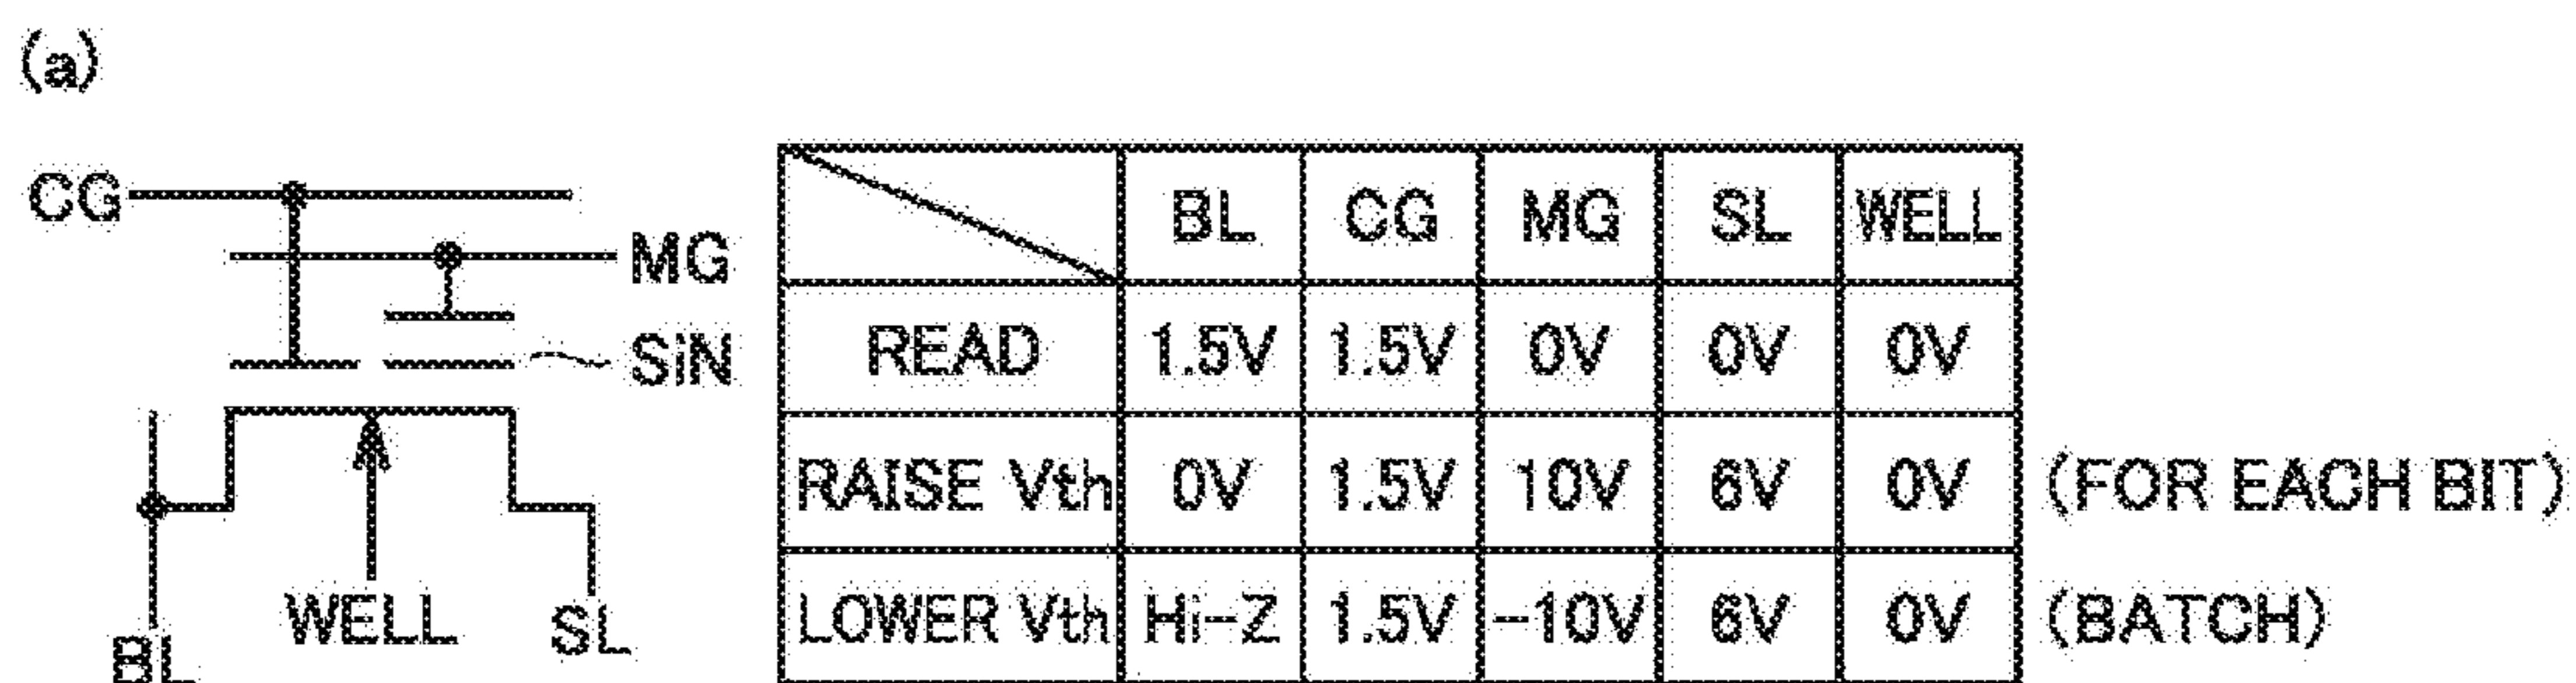 (a)
CG
MG
SiN
WELL
SL
BL
BL CG MG SL WELL
READ 1.5V 1.5V 0V 0V 0V
RAISE Vth 0V 1.5V 10V 6V 0V (FOR EACH BIT)
LOWER Vth Hi-Z 1.5V -10V 6V 0V (BATCH)